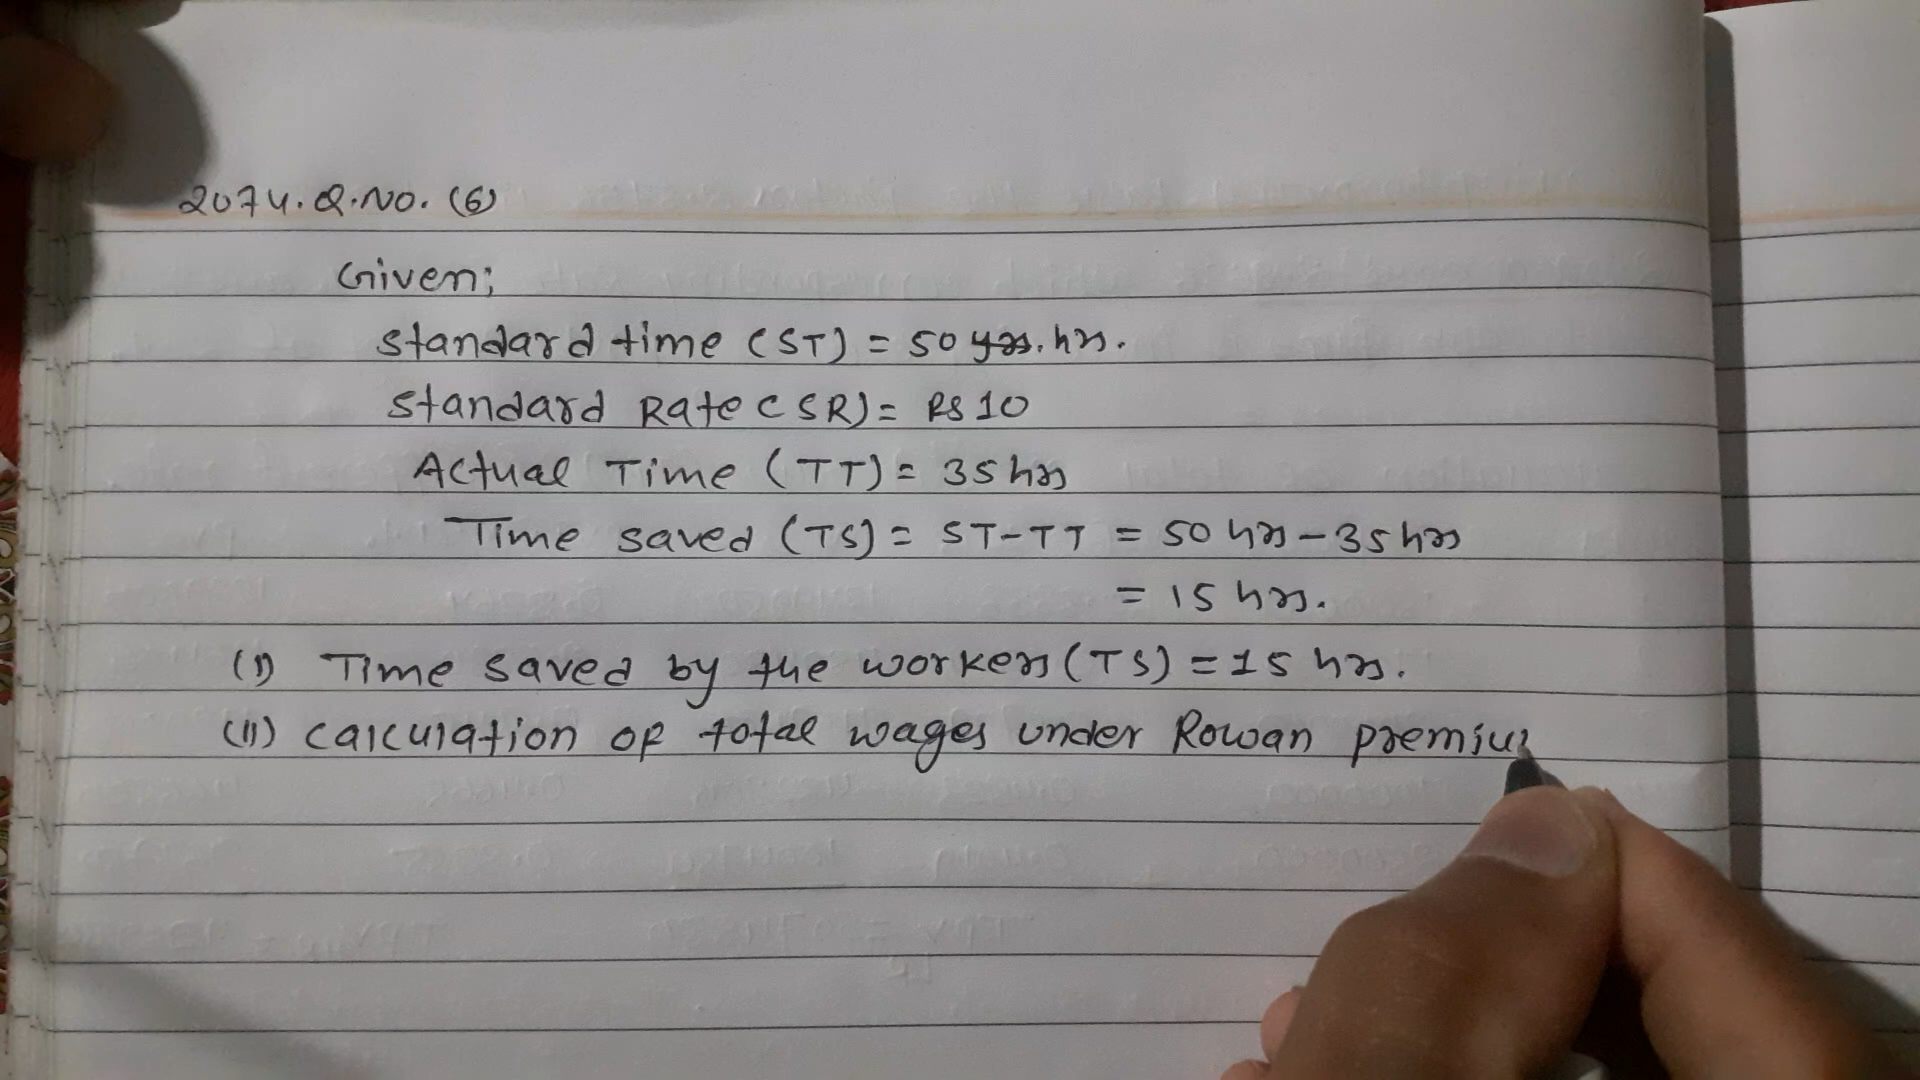 2074.Q.No. (6)
Given;
Standard time (ST) = 50 yrs. hrs.
Standard Rate (SR) = RS 10
Actual Time (TT) = 35 hrs
Time saved (TS) = ST-TT = 50 hrs - 35 hrs
= 15 hrs.
(i) Time saved by the workers (TS) = 15 hrs.
(ii) Calculation of total wages under Rowan premiu